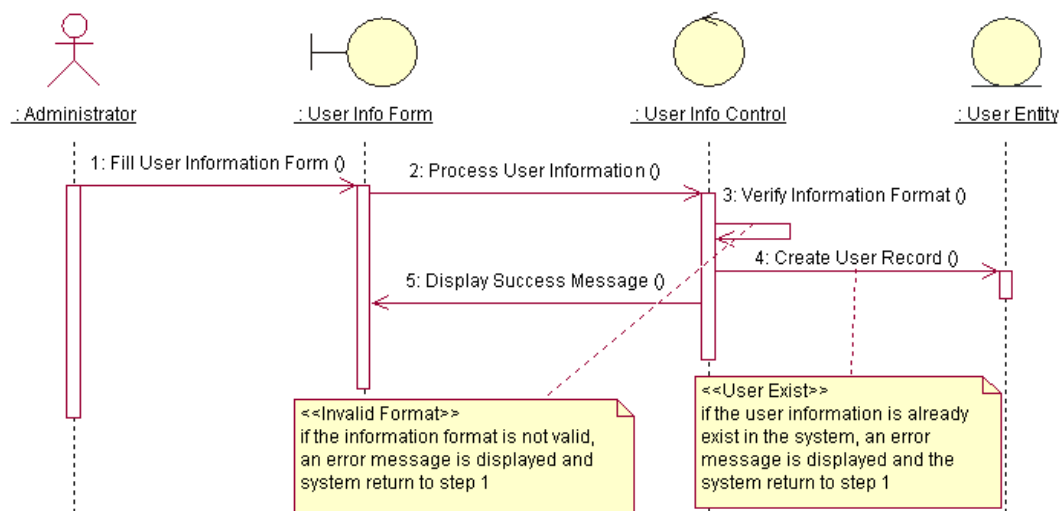 : Administrator
: User Info Form
: User Info Control
: User Entity
1: Fill User Information Form ()
2: Process User Information ()
3: Verify Information Format ()
4: Create User Record ()
5: Display Success Message ()
<<Invalid Format>>
if the information format is not valid,
an error message is displayed and
system return to step 1
<<User Exist>>
if the user information is already
exist in the system, an error
message is displayed and the
system return to step 1